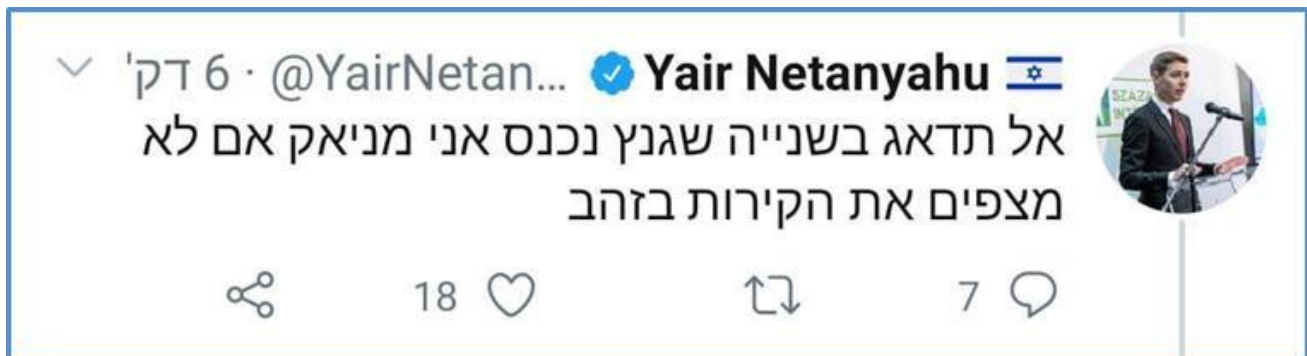 Yair Netanyahu @YairNetan... · 6 דק'
אל תדאג בשנייה שגנץ נכנס אני מניאק אם לא
מצפים את הקירות בזהב
7 18